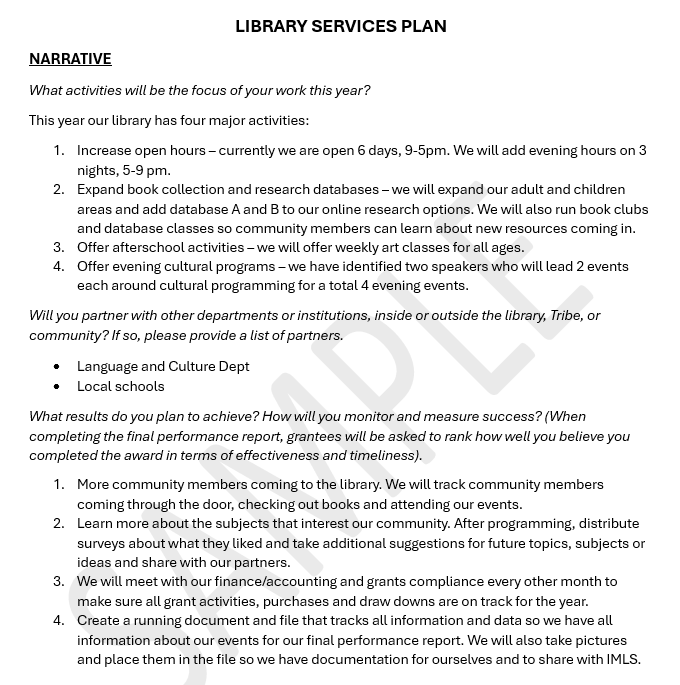 LIBRARY SERVICES PLAN
NARRATIVE
What activities will be the focus of your work this year?
This year our library has four major activities:
1. Increase open hours – currently we are open 6 days, 9-5pm. We will add evening hours on 3
nights, 5-9 pm.
2. Expand book collection and research databases – we will expand our adult and children
areas and add database A and B to our online research options. We will also run book clubs
and database classes so community members can learn about new resources coming in.
3. Offer afterschool activities – we will offer weekly art classes for all ages.
4. Offer evening cultural programs – we have identified two speakers who will lead 2 events
each around cultural programming for a total 4 evening events.
Will you partner with other departments or institutions, inside or outside the library, Tribe, or
community? If so, please provide a list of partners.
• Language and Culture Dept
• Local schools
What results do you plan to achieve? How will you monitor and measure success? (When
completing the final performance report, grantees will be asked to rank how well you believe you
completed the award in terms of effectiveness and timeliness).
1. More community members coming to the library. We will track community members
coming through the door, checking out books and attending our events.
2. Learn more about the subjects that interest our community. After programming, distribute
surveys about what they liked and take additional suggestions for future topics, subjects or
ideas and share with our partners.
3. We will meet with our finance/accounting and grants compliance every other month to
make sure all grant activities, purchases and draw downs are on track for the year.
4. Create a running document and file that tracks all information and data so we have all
information about our events for our final performance report. We will also take pictures
and place them in the file so we have documentation for ourselves and to share with IMLS.
SAMPLE